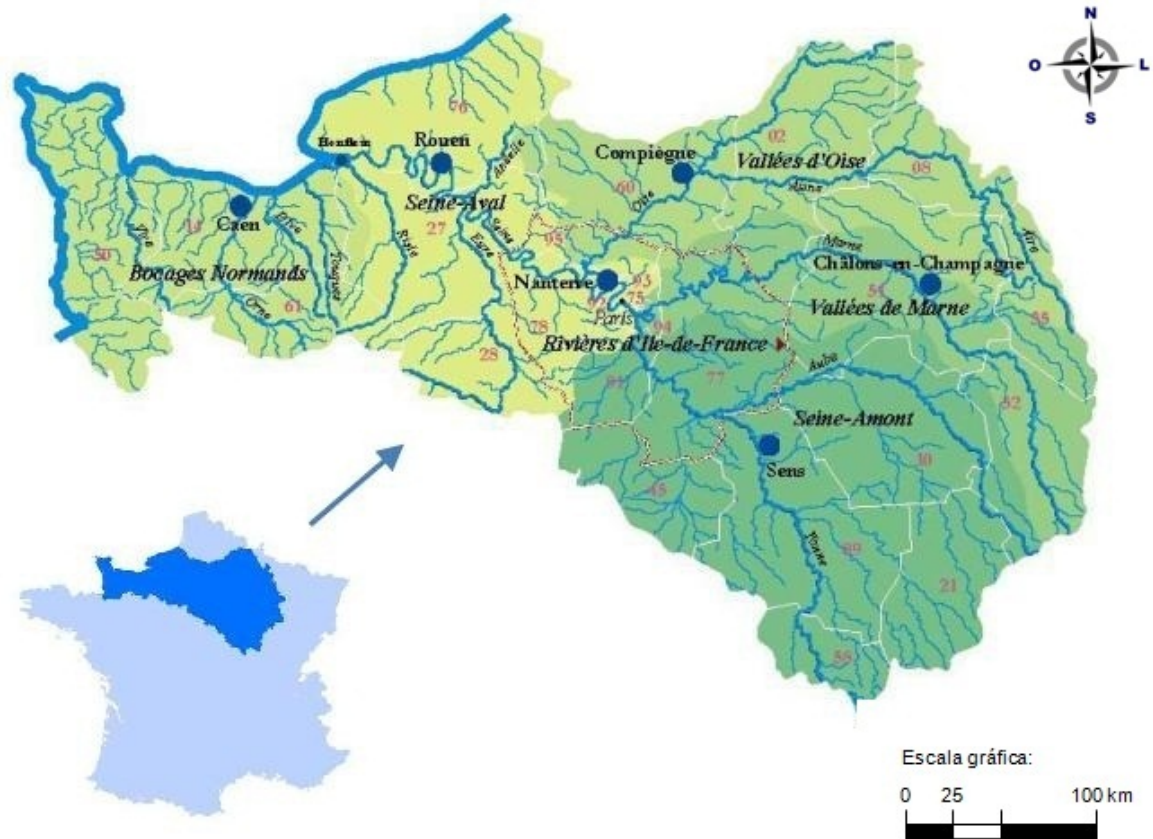 N
O L
S
76
Honfleur
Rouen
Andelle
Compiègne
02
Vallées d'Oise
08
60
Aisne
Oise
Caen
14
Vire
50
Seine-Aval
27
Seine
Eure
Risle
Touques
95
Aire
Bocages Normands
Orne
61
Marne
Châlons-en-Champagne
Nanterre
93
92
75
Paris
51
Vallées de Marne
55
78
94
Rivières d'Ile-de-France
28
Aube
91
77
52
Seine-Amont
Sens
10
45
Yonne
89
21
58
Escala gráfica:
0 25 100 km